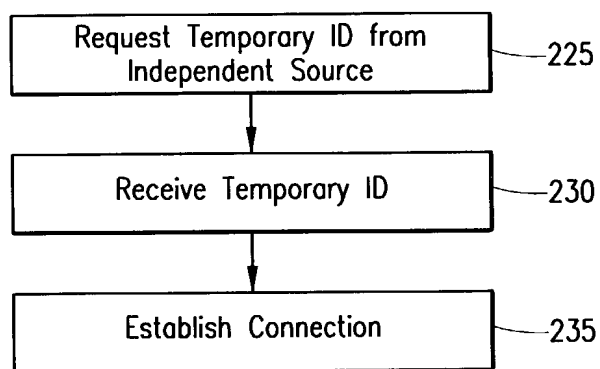 Request Temporary ID from
Independent Source
225
Receive Temporary ID
230
Establish Connection
235